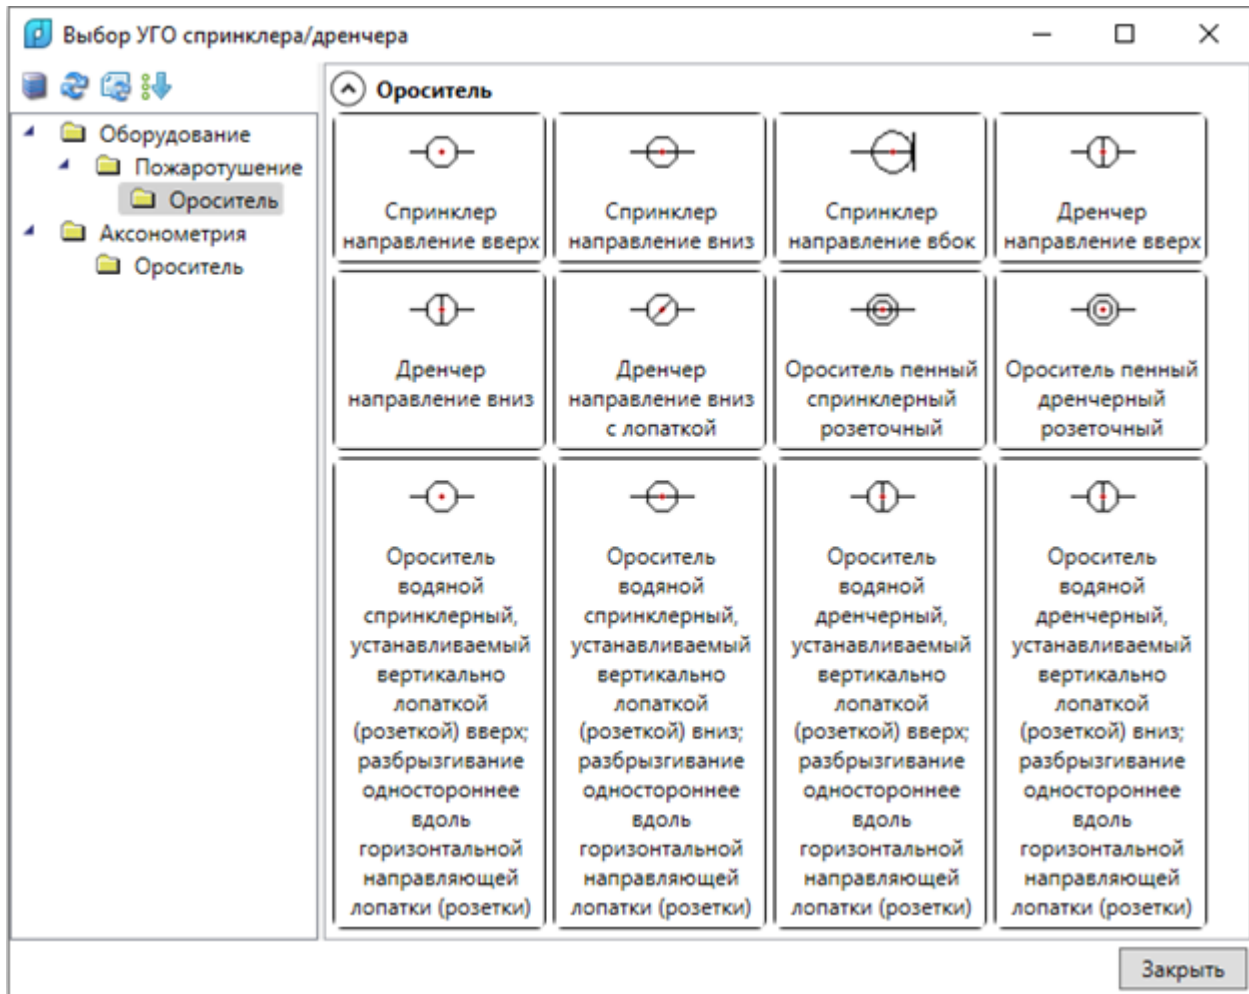 Выбор УГО спринклера/дренчера
Оборудование
Пожаротушение
Ороситель
Аксонометрия
Ороситель
Ороситель
Спринклер
направление вверх
Спринклер
направление вниз
Спринклер
направление вбок
Дренчер
направление вверх
Дренчер
направление вниз
Дренчер
направление вниз
с лопаткой
Ороситель пенный
спринклерный
розеточный
Ороситель пенный
дренчерный
розеточный
Ороситель
водяной
спринклерный,
устанавливаемый
вертикально
лопаткой
(розеткой) вверх;
разбрызгивание
одностороннее
вдоль
горизонтальной
направляющей
лопатки (розетки)
Ороситель
водяной
спринклерный,
устанавливаемый
вертикально
лопаткой
(розеткой) вниз;
разбрызгивание
одностороннее
вдоль
горизонтальной
направляющей
лопатки (розетки)
Ороситель
водяной
дренчерный,
устанавливаемый
вертикально
лопаткой
(розеткой) вверх;
разбрызгивание
одностороннее
вдоль
горизонтальной
направляющей
лопатки (розетки)
Ороситель
водяной
дренчерный,
устанавливаемый
вертикально
лопаткой
(розеткой) вниз;
разбрызгивание
одностороннее
вдоль
горизонтальной
направляющей
лопатки (розетки)
Закрыть